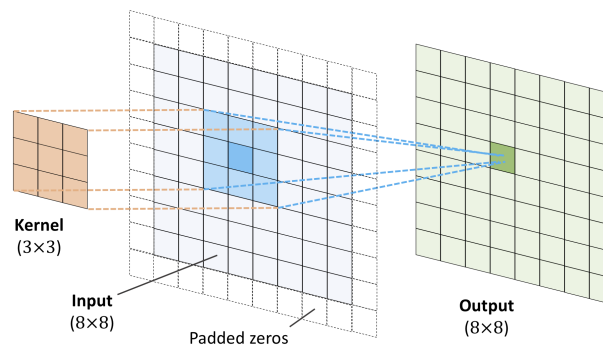 Kernel
(3×3)
Input
(8×8)
Padded zeros
Output
(8×8)